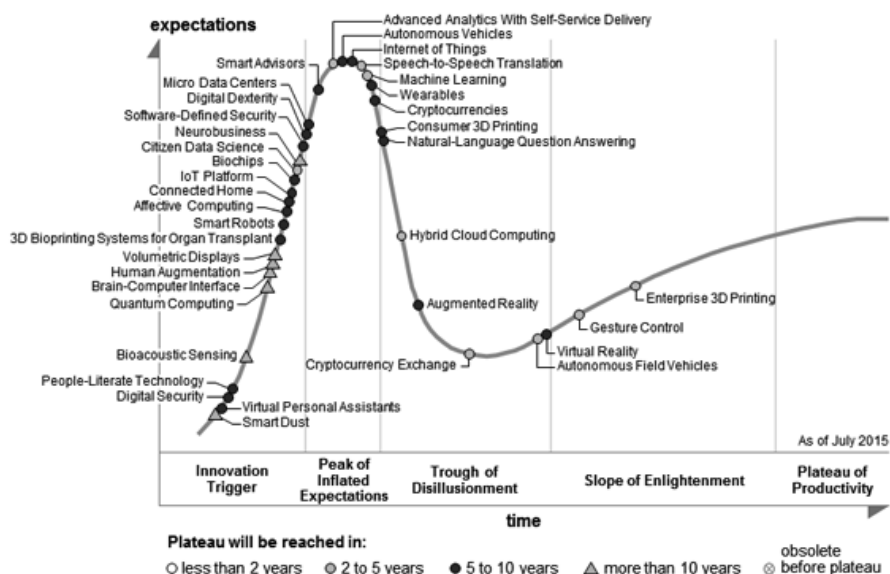 expectations
Advanced Analytics With Self-Service Delivery
Autonomous Vehicles
Internet of Things
Smart Advisors
Speech-to-Speech Translation
Machine Learning
Micro Data Centers
Wearables
Digital Dexterity
Cryptocurrencies
Software-Defined Security
Consumer 3D Printing
Neurobusiness
Natural-Language Question Answering
Citizen Data Science
Biochips
IoT Platform
Connected Home
Affective Computing
Smart Robots
Hybrid Cloud Computing
3D Bioprinting Systems for Organ Transplant
Volumetric Displays
Human Augmentation
Brain-Computer Interface
Quantum Computing
Augmented Reality
Enterprise 3D Printing
Gesture Control
Bioacoustic Sensing
Virtual Reality
Cryptocurrency Exchange
Autonomous Field Vehicles
People-Literate Technology
Digital Security
Virtual Personal Assistants
Smart Dust
As of July 2015
Innovation
Trigger
Peak of
Inflated
Expectations
Trough of
Disillusionment
Slope of Enlightenment
Plateau of
Productivity
time
Plateau will be reached in:
less than 2 years
2 to 5 years
5 to 10 years
more than 10 years
obsolete
before plateau